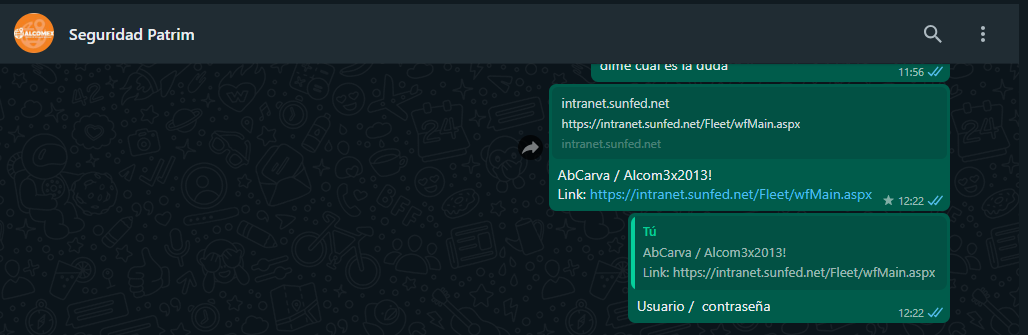 ALCOMEX
Seguridad Patrim
dime cual es la duda
11:56
intranet.sunfed.net
https://intranet.sunfed.net/Fleet/wfMain.aspx
intranet.sunfed.net
AbCarva / Alcom3x2013!
Link: https://intranet.sunfed.net/Fleet/wfMain.aspx
12:22
Tú
AbCarva / Alcom3x2013!
Link: https://intranet.sunfed.net/Fleet/wfMain.aspx
Usuario /  contraseña
12:22